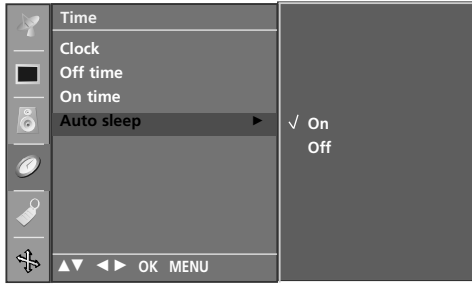 Time
Clock
Off time
On time
Auto sleep ►
√ On
Off
▲▼ ◄► OK MENU